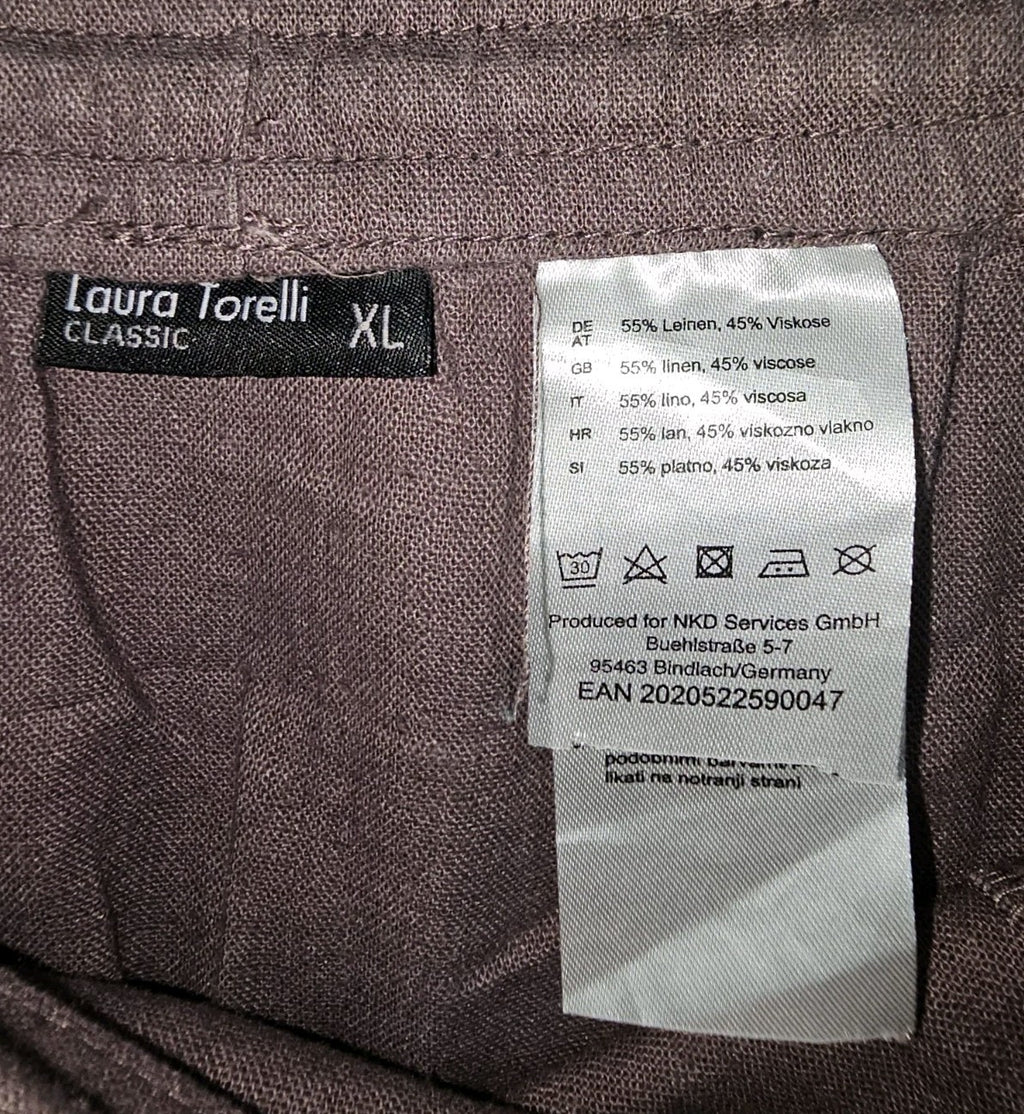 Laura Torelli
CLASSIC
XL
DE
AT 55% Leinen, 45% Viskose
GB 55% linen, 45% viscose
IT 55% lino, 45% viscosa
HR 55% lan, 45% viskozno vlakno
SI 55% platno, 45% viskoza
30
Produced for NKD Services GmbH
Buehlstraße 5-7
95463 Bindlach/Germany
EAN 2020522590047
podobnimi
likati na notranji strani